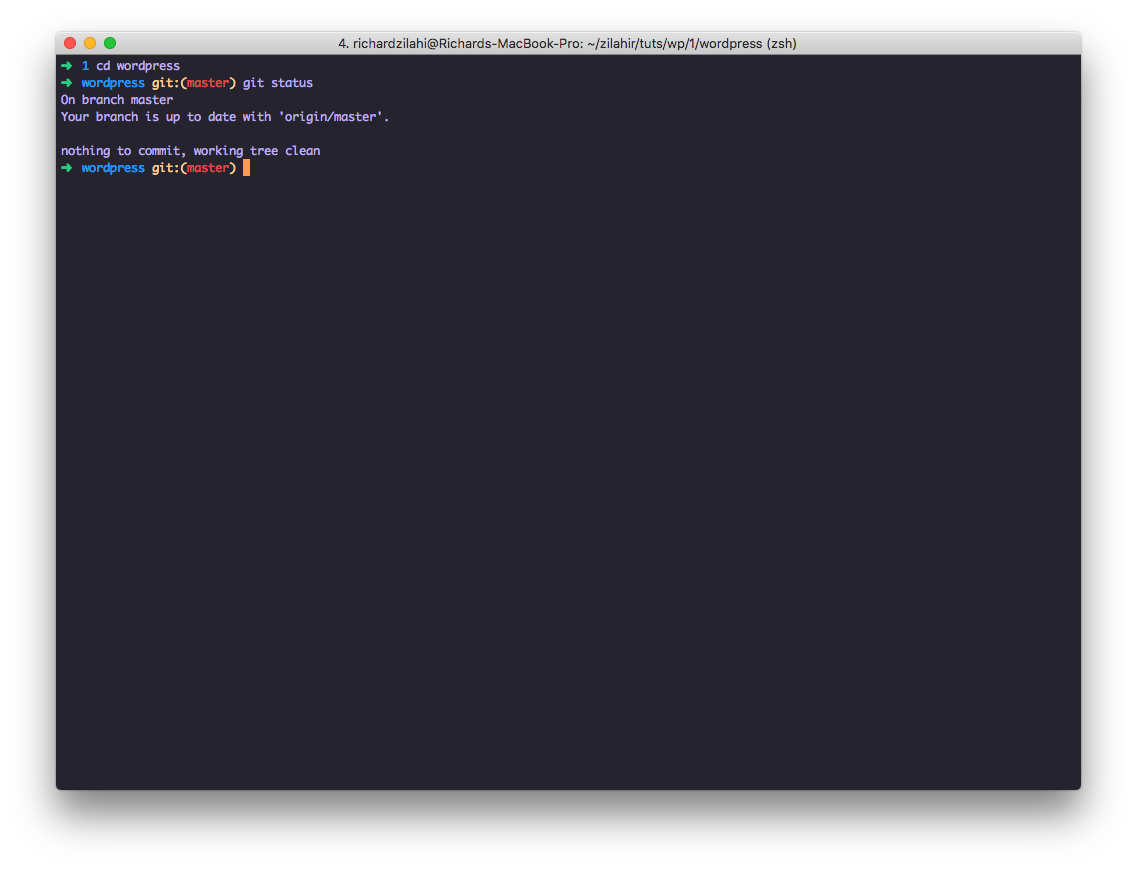 4. richardzilahi@Richards-MacBook-Pro: ~/zilahir/tuts/wp/1/wordpress (zsh)
➜ 1 cd wordpress
➜ wordpress git:(master) git status
On branch master
Your branch is up to date with 'origin/master'.
nothing to commit, working tree clean
➜ wordpress git:(master)